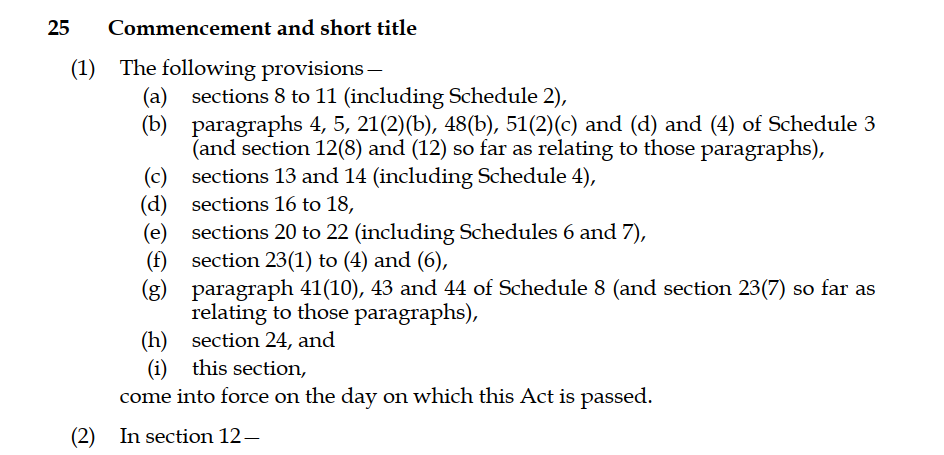 25 Commencement and short title
(1) The following provisions—
(a) sections 8 to 11 (including Schedule 2),
(b) paragraphs 4, 5, 21(2)(b), 48(b), 51(2)(c) and (d) and (4) of Schedule 3
(and section 12(8) and (12) so far as relating to those paragraphs),
(c) sections 13 and 14 (including Schedule 4),
(d) sections 16 to 18,
(e) sections 20 to 22 (including Schedules 6 and 7),
(f) section 23(1) to (4) and (6),
(g) paragraph 41(10), 43 and 44 of Schedule 8 (and section 23(7) so far as
relating to those paragraphs),
(h) section 24, and
(i) this section,
come into force on the day on which this Act is passed.
(2) In section 12—